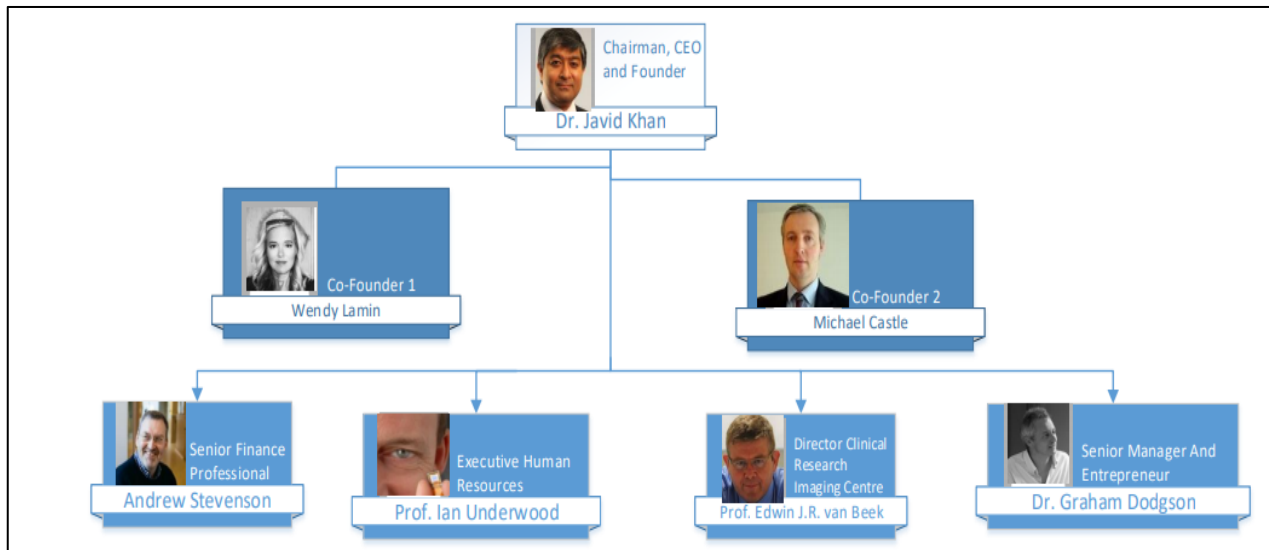 Chairman, CEO
and Founder
Dr. Javid Khan
Co-Founder 1
Wendy Lamin
Co-Founder 2
Michael Castle
Senior Finance
Professional
Andrew Stevenson
Executive Human
Resources
Prof. Ian Underwood
Director Clinical
Research
Imaging Centre
Prof. Edwin J.R. van Beek
Senior Manager And
Entrepreneur
Dr. Graham Dodgson